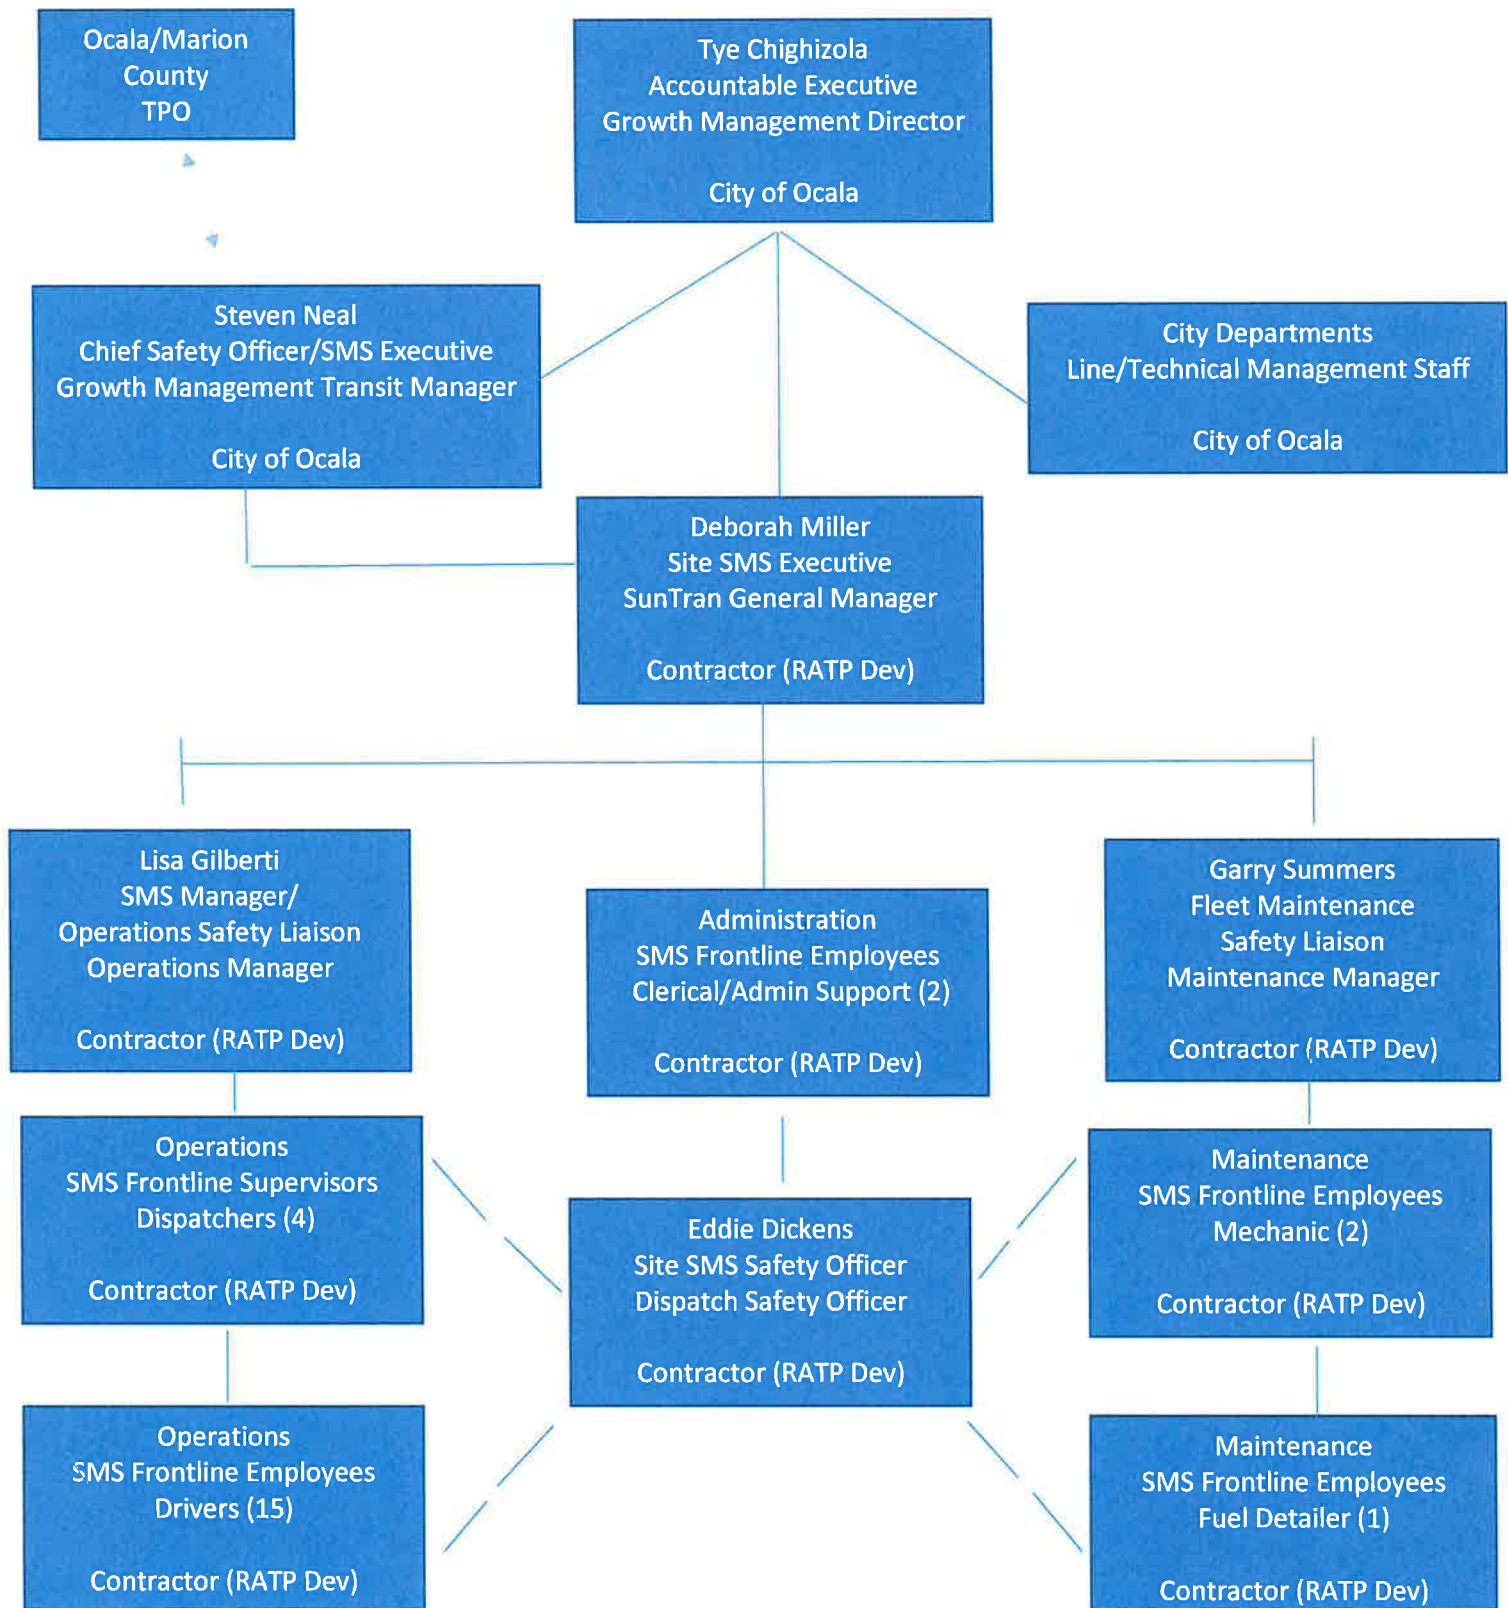 Ocala/Marion
County
TPO
Tye Chighizola
Accountable Executive
Growth Management Director
City of Ocala
Steven Neal
Chief Safety Officer/SMS Executive
Growth Management Transit Manager
City of Ocala
City Departments
Line/Technical Management Staff
City of Ocala
Deborah Miller
Site SMS Executive
SunTran General Manager
Contractor (RATP Dev)
Lisa Gilberti
SMS Manager/
Operations Safety Liaison
Operations Manager
Contractor (RATP Dev)
Administration
SMS Frontline Employees
Clerical/Admin Support (2)
Contractor (RATP Dev)
Garry Summers
Fleet Maintenance
Safety Liaison
Maintenance Manager
Contractor (RATP Dev)
Operations
SMS Frontline Supervisors
Dispatchers (4)
Contractor (RATP Dev)
Eddie Dickens
Site SMS Safety Officer
Dispatch Safety Officer
Contractor (RATP Dev)
Maintenance
SMS Frontline Employees
Mechanic (2)
Contractor (RATP Dev)
Operations
SMS Frontline Employees
Drivers (15)
Contractor (RATP Dev)
Maintenance
SMS Frontline Employees
Fuel Detailer (1)
Contractor (RATP Dev)